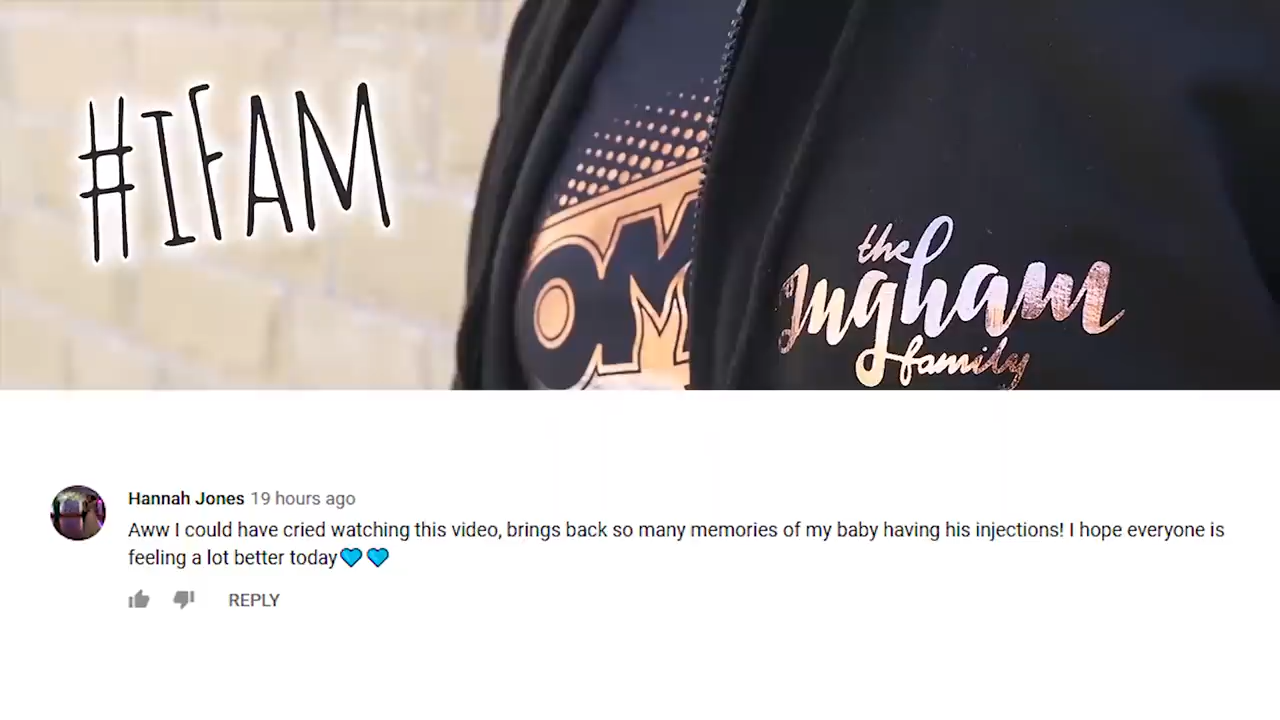 #IFAM
OM
the
Ingham
family
Hannah Jones 19 hours ago
Aww I could have cried watching this video, brings back so many memories of my baby having his injections! I hope everyone is
feeling a lot better today💙💙
REPLY